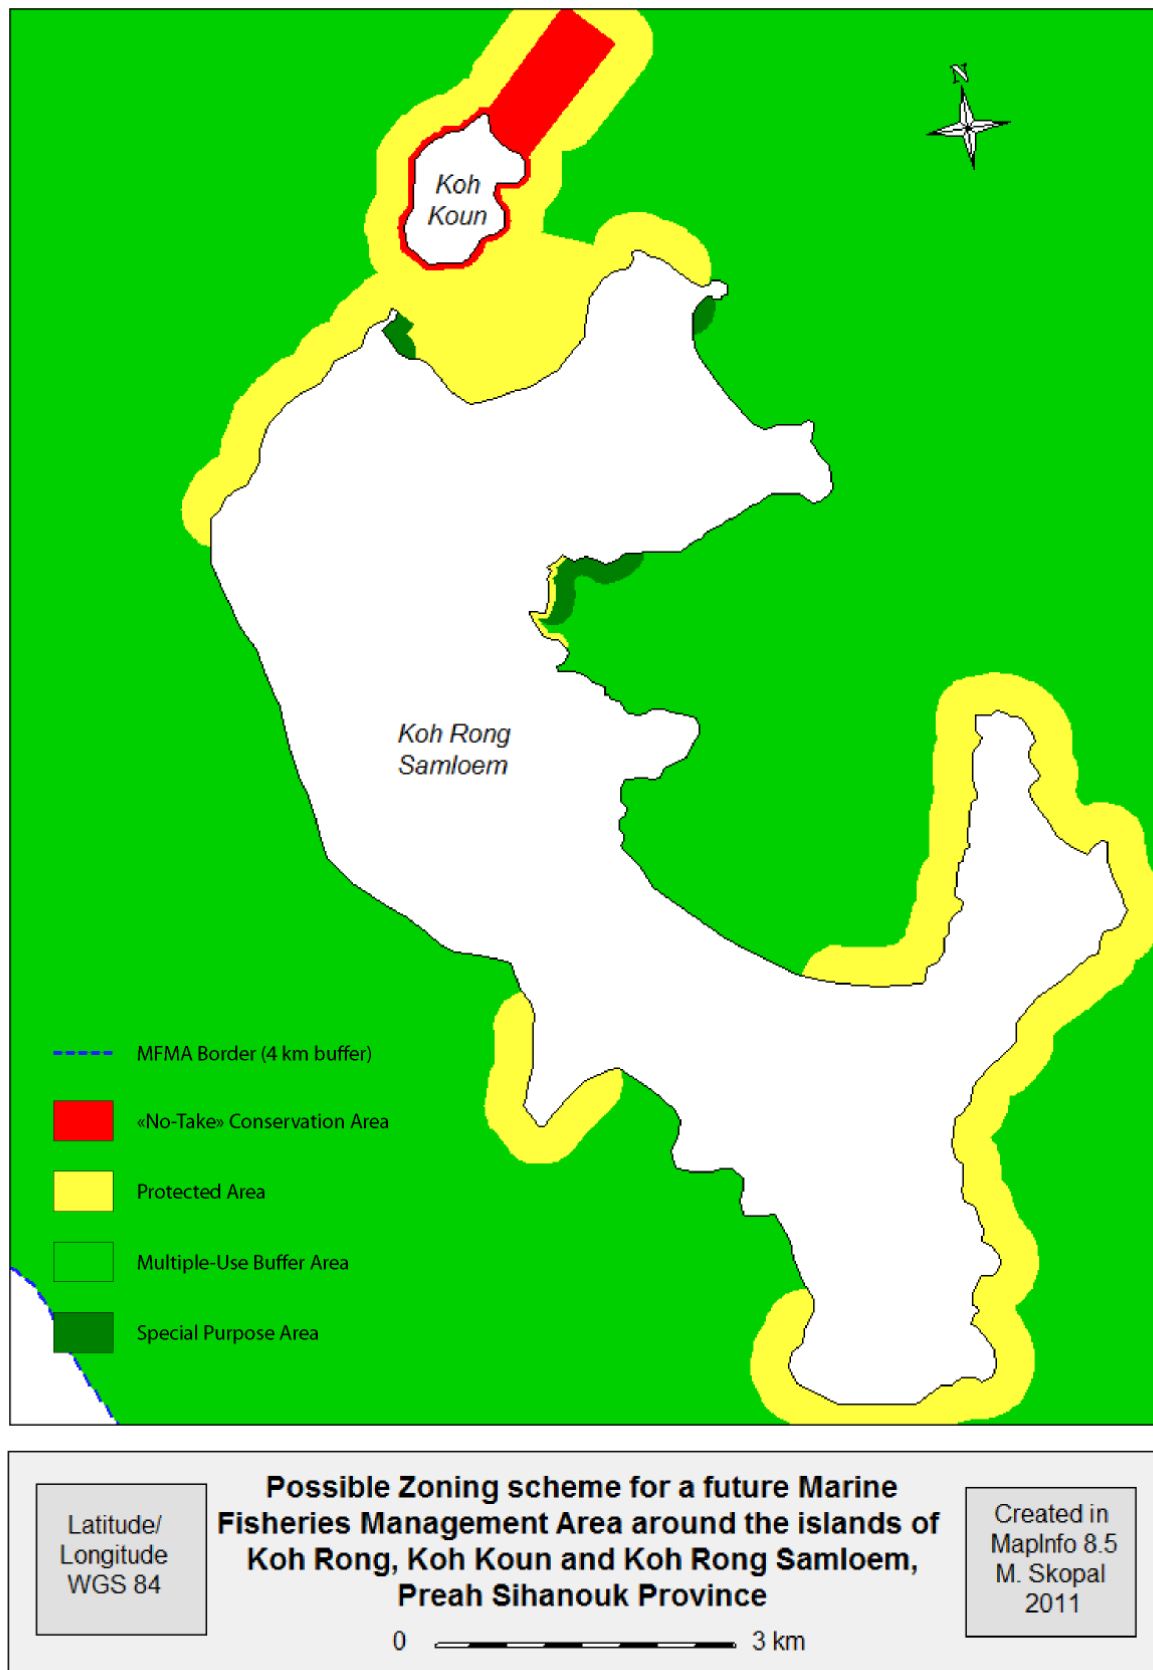 N
Koh
Koun
Koh Rong
Samloem
MFMA Border (4 km buffer)
«No-Take» Conservation Area
Protected Area
Multiple-Use Buffer Area
Special Purpose Area
Latitude/
Longitude
WGS 84
Possible Zoning scheme for a future Marine
Fisheries Management Area around the islands of
Koh Rong, Koh Koun and Koh Rong Samloem,
Preah Sihanouk Province
0 3 km
Created in
MapInfo 8.5
M. Skopal
2011